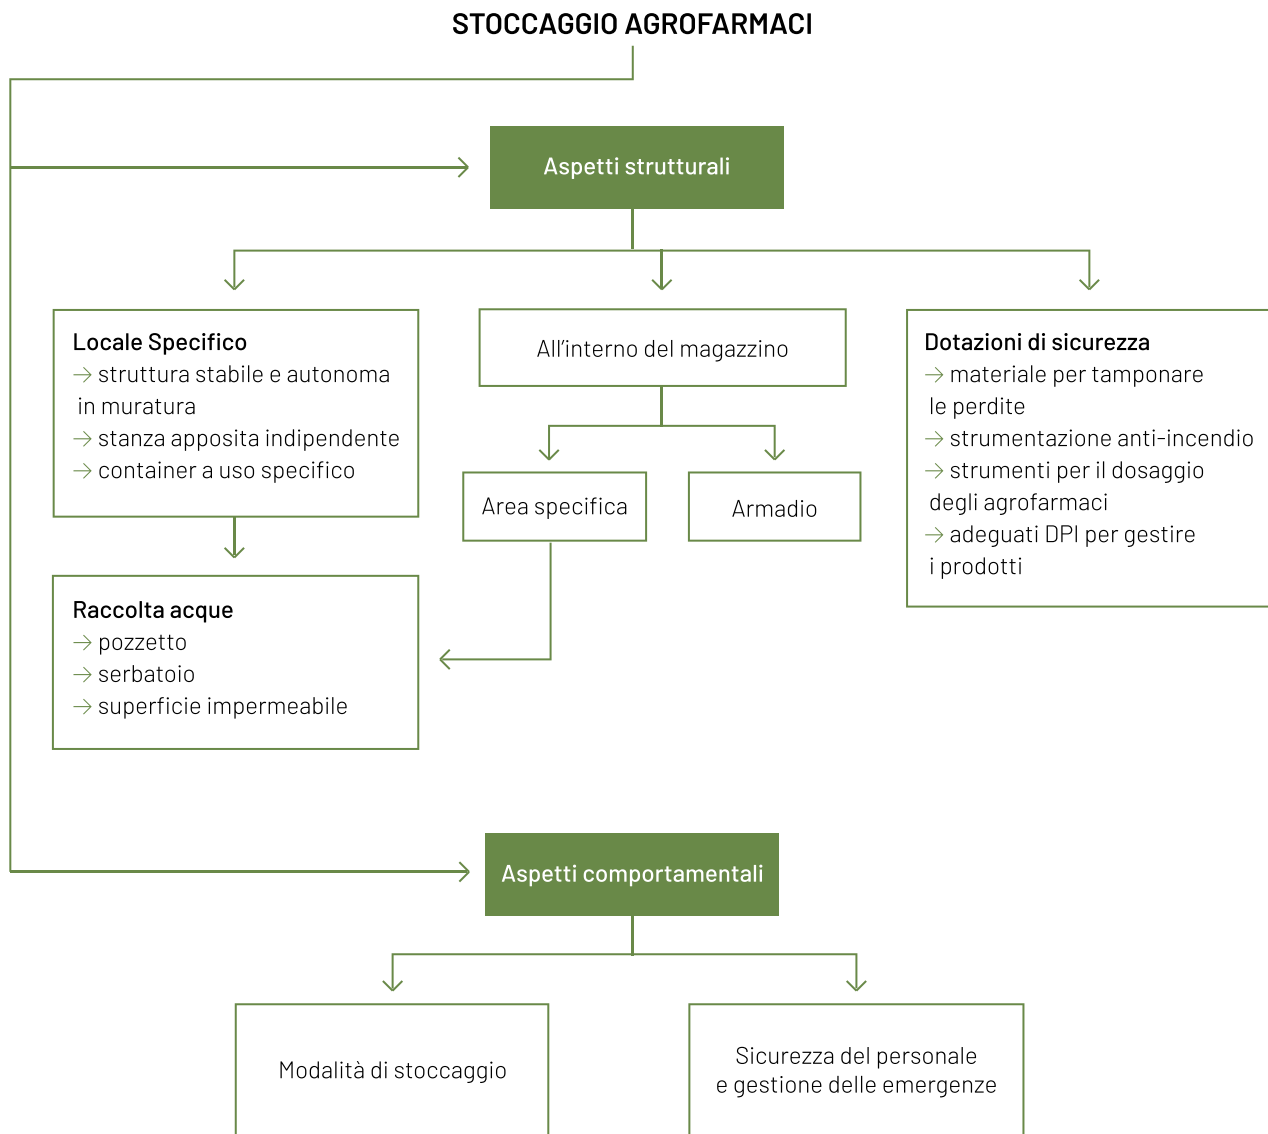 STOCCAGGIO AGROFARMACI
Aspetti strutturali
Locale Specifico
→ struttura stabile e autonoma
in muratura
→ stanza apposita indipendente
→ container a uso specifico
All’interno del magazzino
Area specifica
Armadio
Dotazioni di sicurezza
→ materiale per tamponare
le perdite
→ strumentazione anti-incendio
→ strumenti per il dosaggio
degli agrofarmaci
→ adeguati DPI per gestire
i prodotti
Raccolta acque
→ pozzetto
→ serbatoio
→ superficie impermeabile
Aspetti comportamentali
Modalità di stoccaggio
Sicurezza del personale
e gestione delle emergenze